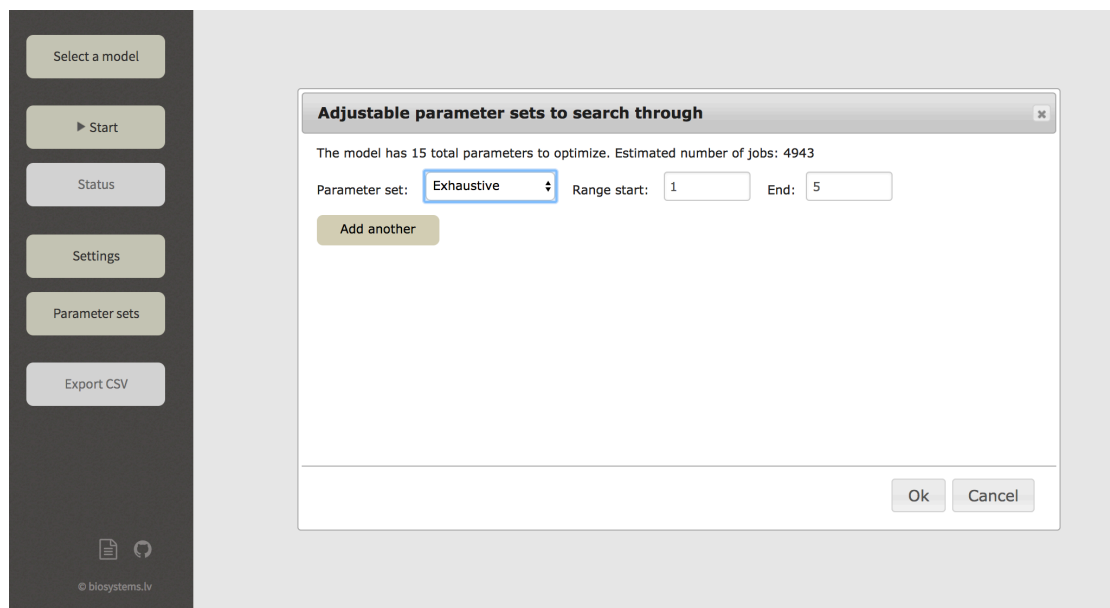 Select a model
Start
Status
Settings
Parameter sets
Export CSV
© biosystems.lv
Adjustable parameter sets to search through
The model has 15 total parameters to optimize. Estimated number of jobs: 4943
Parameter set: Exhaustive Range start: 1 End: 5
Add another
Ok Cancel